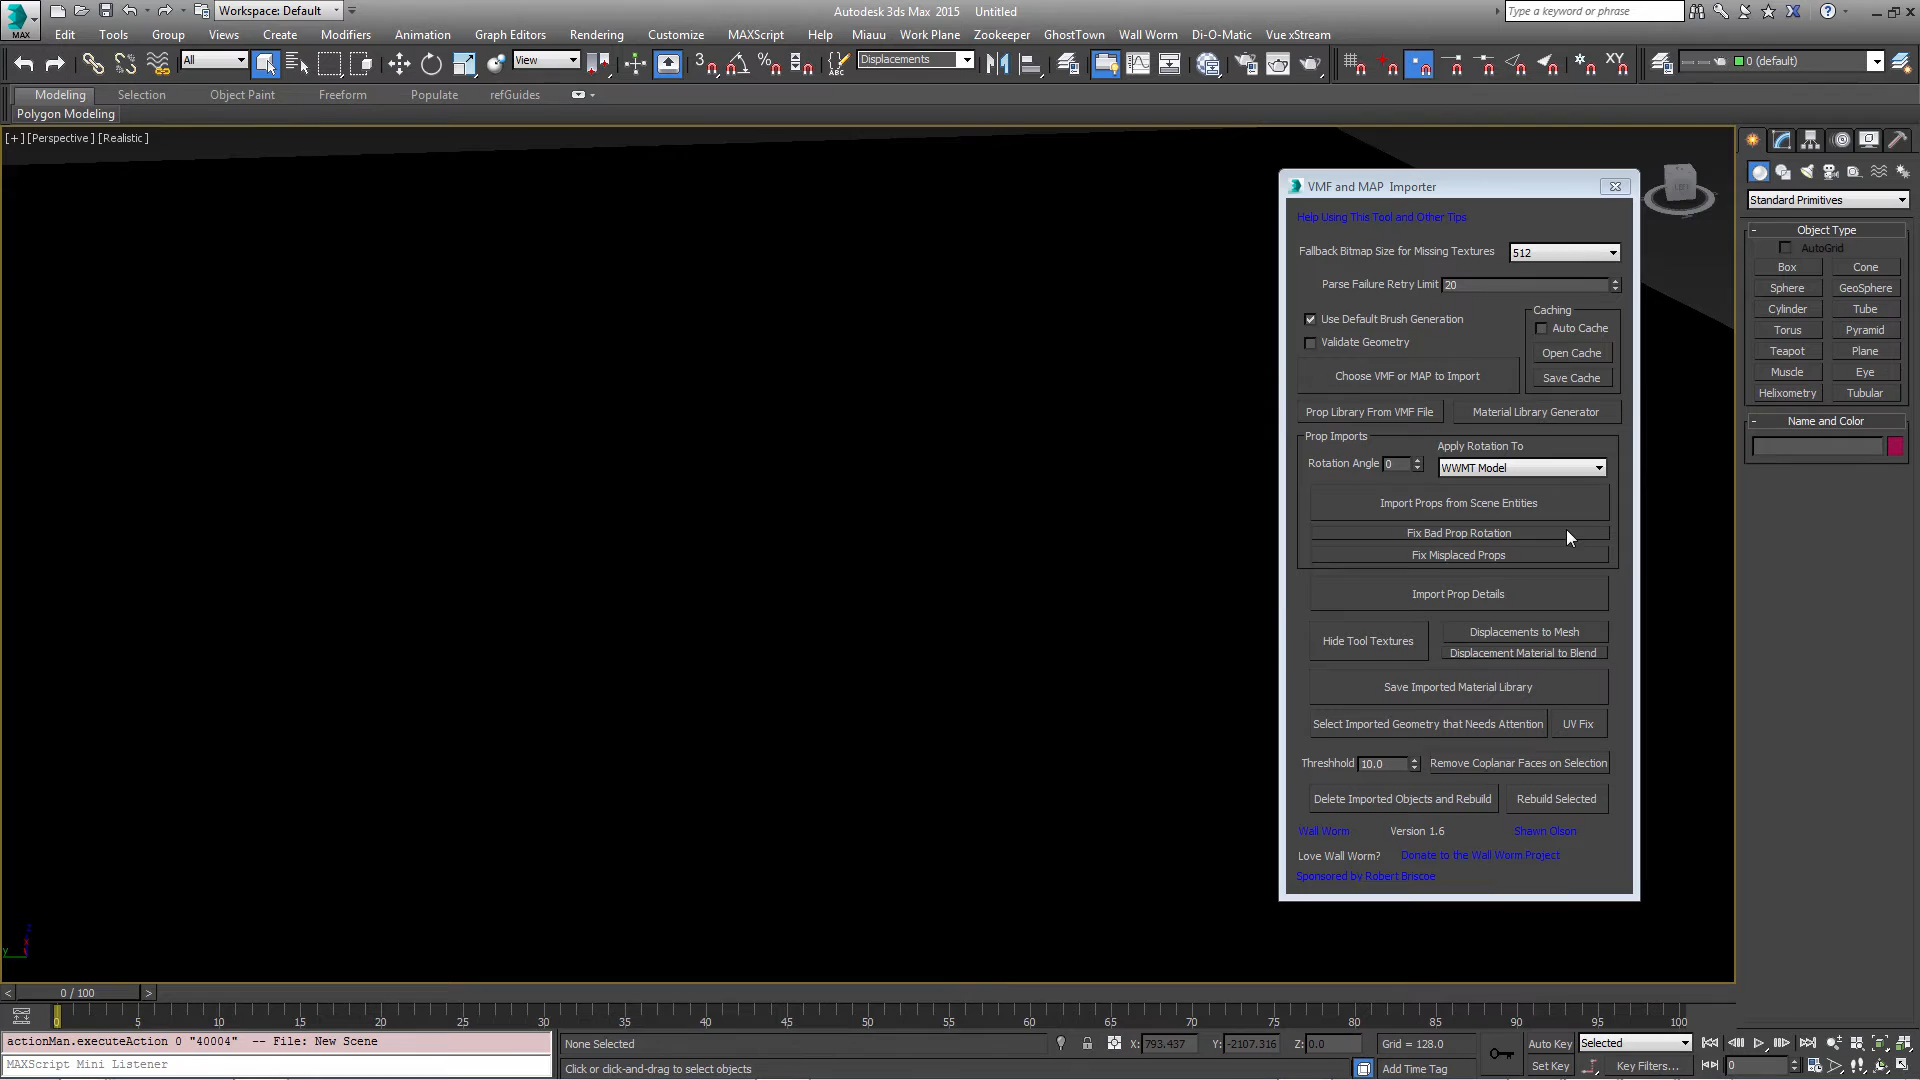 Workspace: Default
Autodesk 3ds Max 2015 Untitled
Type a keyword or phrase
MAX
Edit Tools Group Views Create Modifiers Animation Graph Editors Rendering Customize MAXScript Help Miauu Work Plane Zookeeper GhostTown Wall Worm Di-O-Matic Vue xStream
All View 3 ABC Displacements XY 0 (default)
Modeling Selection Object Paint Freeform Populate refGuides
Polygon Modeling
[+] [Perspective] [Realistic]
VMF and MAP Importer
Help Using This Tool and Other Tips
Fallback Bitmap Size for Missing Textures 512
Parse Failure Retry Limit 20
Use Default Brush Generation
Validate Geometry
Choose VMF or MAP to Import
Caching
Auto Cache
Open Cache
Save Cache
Prop Library From VMF File Material Library Generator
Prop Imports
Rotation Angle 0
Apply Rotation To
WWMT Model
Import Props from Scene Entities
Fix Bad Prop Rotation
Fix Misplaced Props
Import Prop Details
Hide Tool Textures
Displacements to Mesh
Displacement Material to Blend
Save Imported Material Library
Select Imported Geometry that Needs Attention UV Fix
Threshhold 10.0 Remove Coplanar Faces on Selection
Delete Imported Objects and Rebuild Rebuild Selected
Wall Worm Version 1.6 Shawn Olson
Love Wall Worm? Donate to the Wall Worm Project
Sponsored by Robert Briscoe
LEFT
Standard Primitives
- Object Type
AutoGrid
Box Cone
Sphere GeoSphere
Cylinder Tube
Torus Pyramid
Teapot Plane
Muscle Eye
Helixometry Tubular
- Name and Color
z
x
y
< 0 / 100 >
0 5 10 15 20 25 30 35 40 45 50 55 60 65 70 75 80 85 90 95 100
actionMan.executeAction 0 "40004" -- File: New Scene
MAXScript Mini Listener
None Selected
X: 793.437 Y: -2107.316 Z: 0.0 Grid = 128.0
Click or click-and-drag to select objects
Add Time Tag
Auto Key Selected
Set Key Key Filters... 0